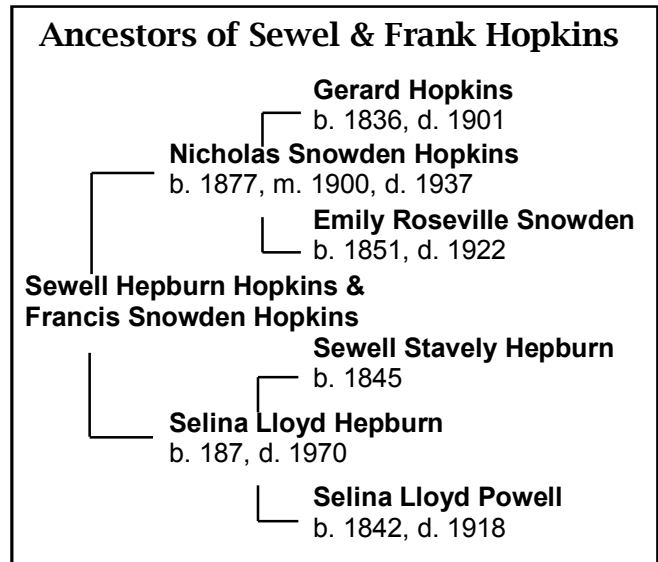 Ancestors of Sewel & Frank Hopkins
Gerard Hopkins
b. 1836, d. 1901
Nicholas Snowden Hopkins
b. 1877, m. 1900, d. 1937
Emily Roseville Snowden
b. 1851, d. 1922
Sewell Hepburn Hopkins &
Francis Snowden Hopkins
Sewell Stavely Hepburn
b. 1845
Selina Lloyd Hepburn
b. 187, d. 1970
Selina Lloyd Powell
b. 1842, d. 1918